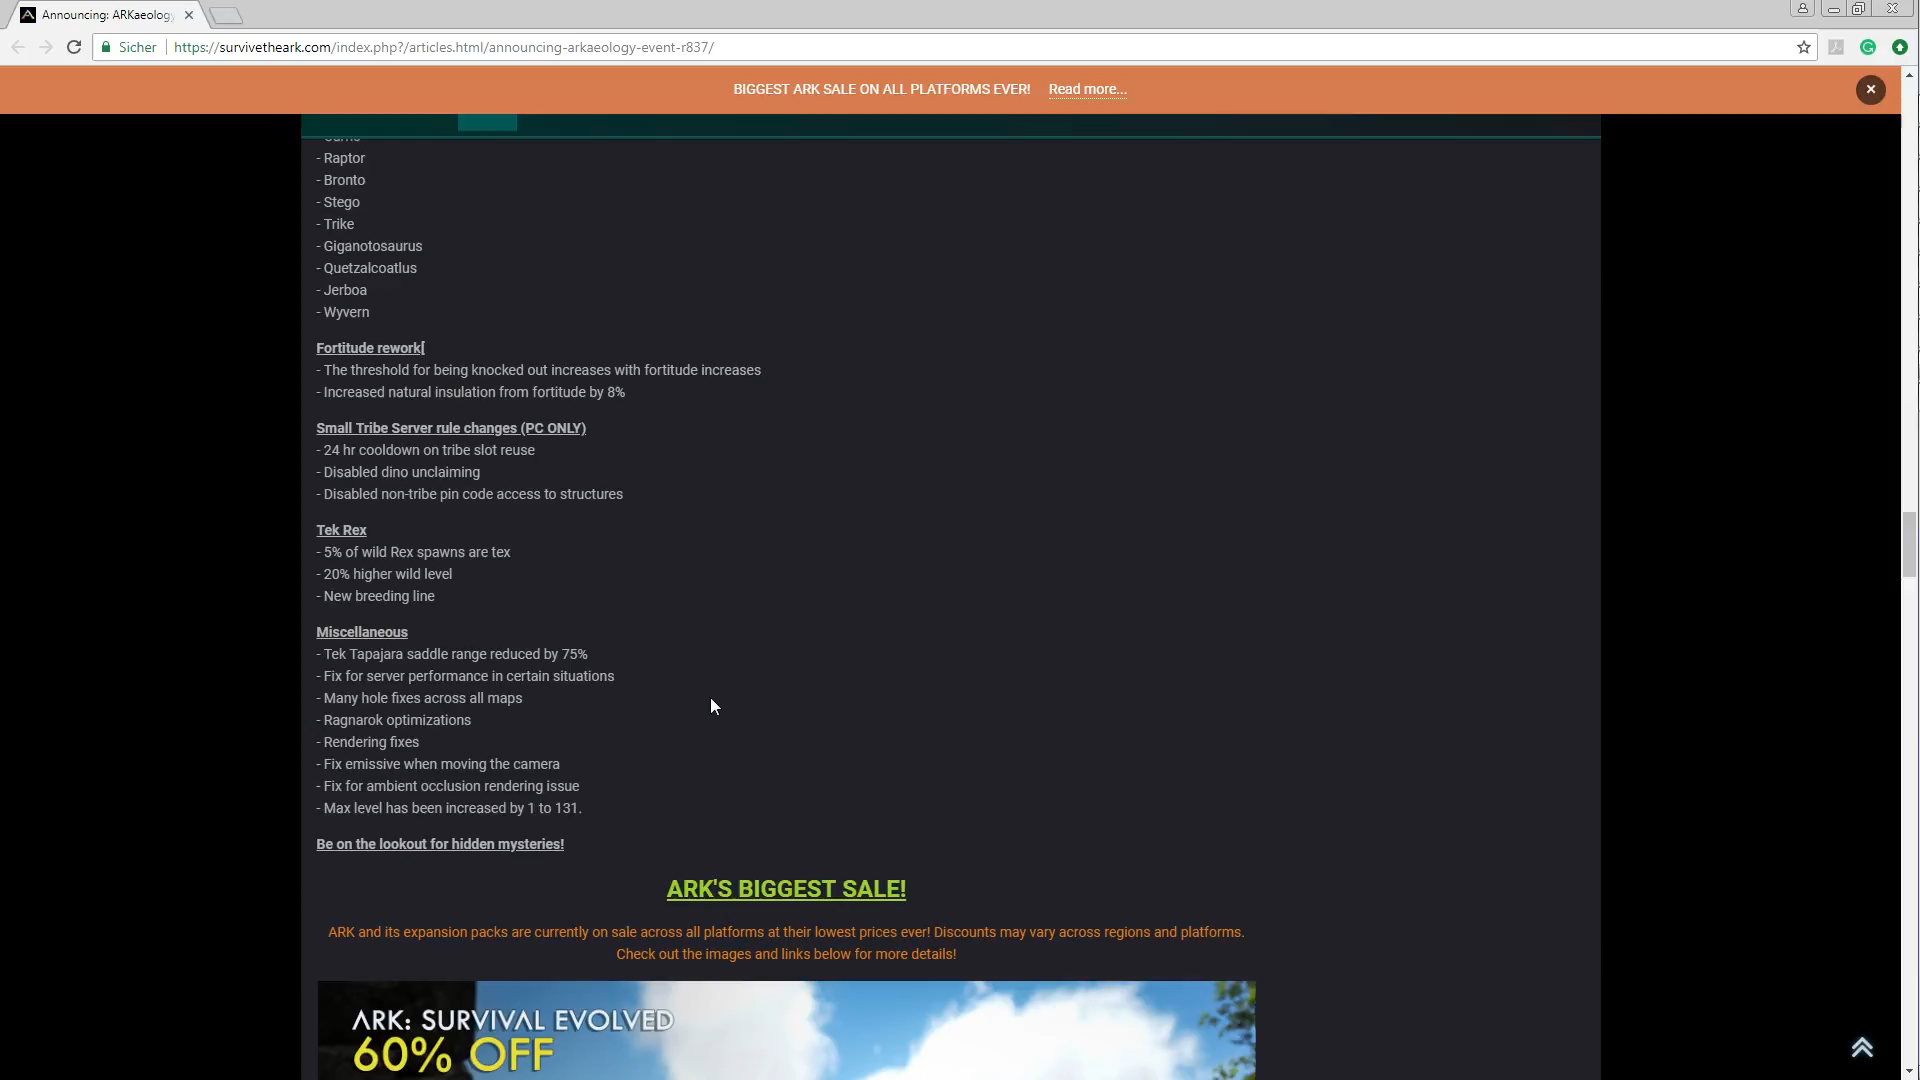 Announcing: ARKaeology
Sicher
https://survivetheark.com/index.php?/articles.html/announcing-arkaeology-event-r837/
BIGGEST ARK SALE ON ALL PLATFORMS EVER! Read more...
- Raptor
- Bronto
- Stego
- Trike
- Giganotosaurus
- Quetzalcoatlus
- Jerboa
- Wyvern
Fortitude rework[
- The threshold for being knocked out increases with fortitude increases
- Increased natural insulation from fortitude by 8%
Small Tribe Server rule changes (PC ONLY)
- 24 hr cooldown on tribe slot reuse
- Disabled dino unclaiming
- Disabled non-tribe pin code access to structures
Tek Rex
- 5% of wild Rex spawns are tex
- 20% higher wild level
- New breeding line
Miscellaneous
- Tek Tapajara saddle range reduced by 75%
- Fix for server performance in certain situations
- Many hole fixes across all maps
- Ragnarok optimizations
- Rendering fixes
- Fix emissive when moving the camera
- Fix for ambient occlusion rendering issue
- Max level has been increased by 1 to 131.
Be on the lookout for hidden mysteries!
ARK'S BIGGEST SALE!
ARK and its expansion packs are currently on sale across all platforms at their lowest prices ever! Discounts may vary across regions and platforms.
Check out the images and links below for more details!
ARK: SURVIVAL EVOLVED
60% OFF